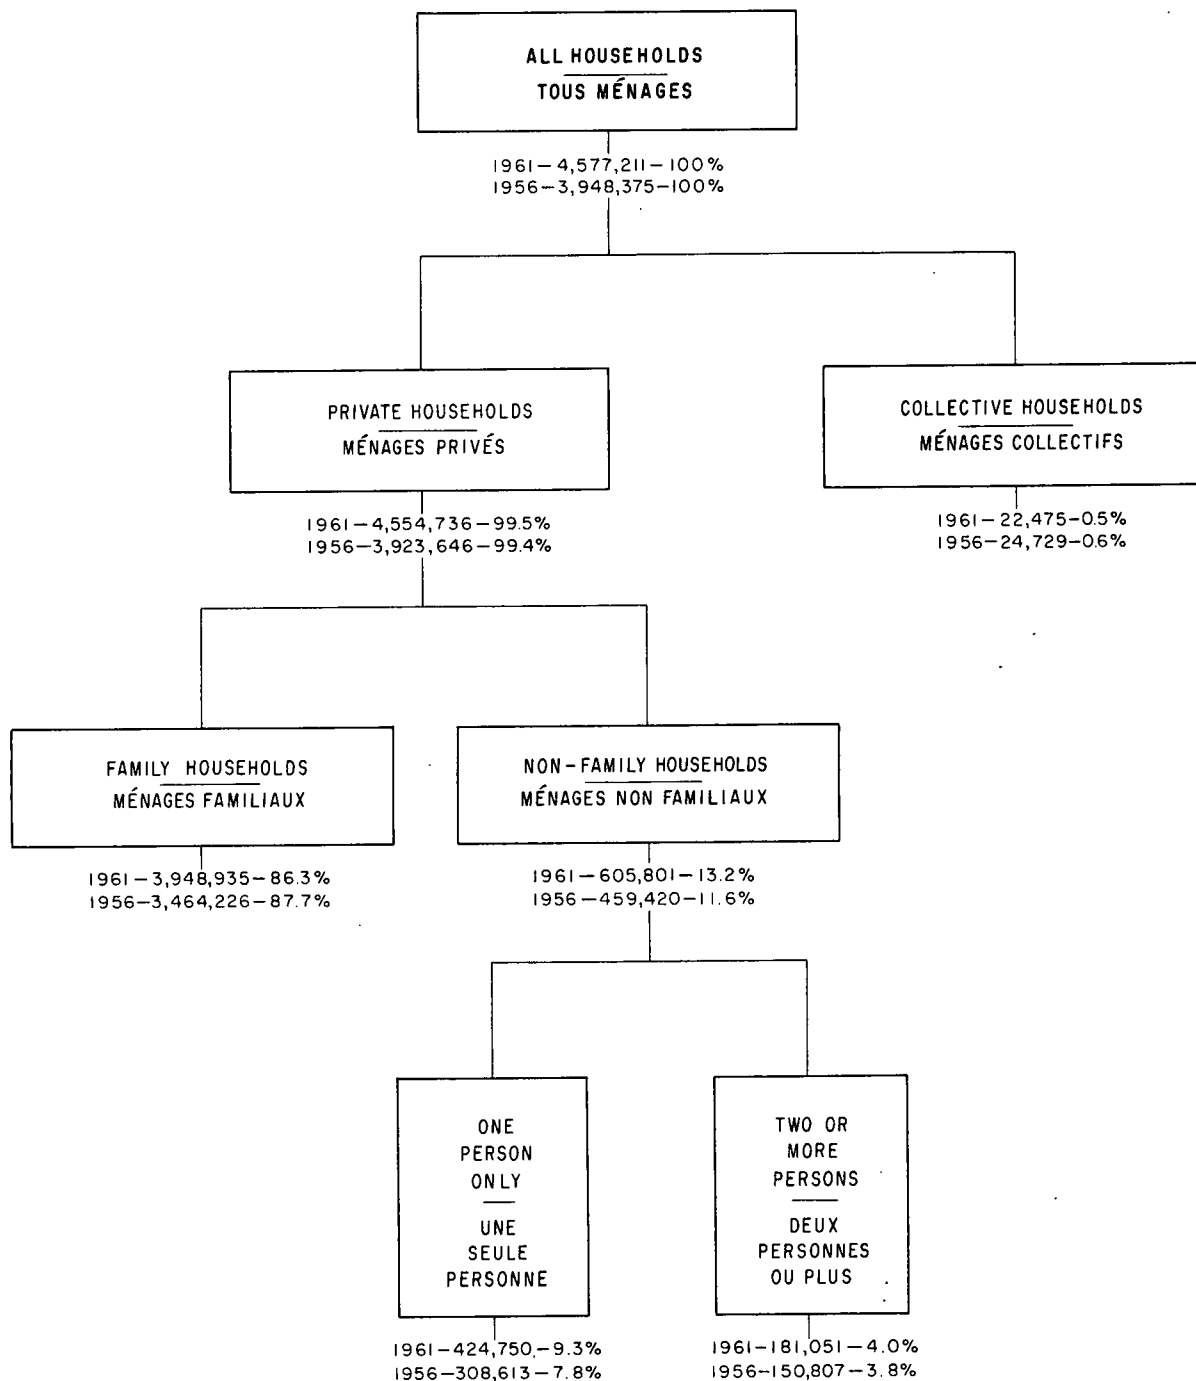 ALL HOUSEHOLDS
TOUS MÉNAGES
1961-4,577,211-100%
1956-3,948,375-100%
PRIVATE HOUSEHOLDS
MÉNAGES PRIVÉS
1961-4,554,736-99.5%
1956-3,923,646-99.4%
COLLECTIVE HOUSEHOLDS
MÉNAGES COLLECTIFS
1961-22,475-0.5%
1956-24,729-0.6%
FAMILY HOUSEHOLDS
MÉNAGES FAMILIAUX
1961-3,948,935-86.3%
1956-3,464,226-87.7%
NON-FAMILY HOUSEHOLDS
MÉNAGES NON FAMILIAUX
1961-605,801-13.2%
1956-459,420-11.6%
ONE
PERSON
ONLY
UNE
SEULE
PERSONNE
1961-424,750-9.3%
1956-308,613-7.8%
TWO OR
MORE
PERSONS
DEUX
PERSONNES
OU PLUS
1961-181,051-4.0%
1956-150,807-3.8%